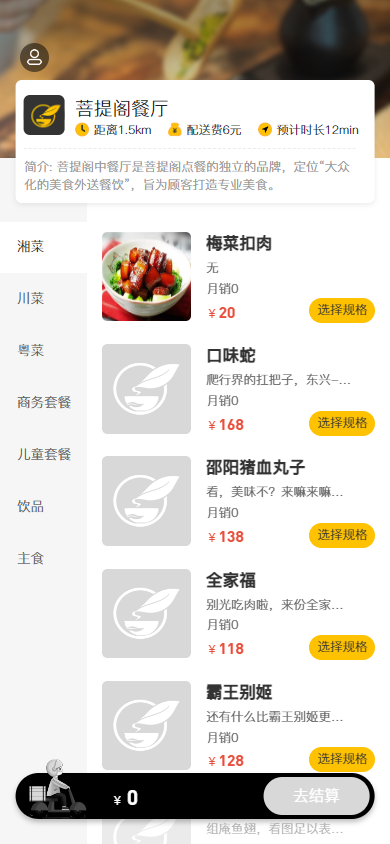 菩提阁餐厅
距离1.5km 配送费6元 预计时长12min
简介: 菩提阁中餐厅是菩提阁点餐的独立的品牌，定位“大众
化的美食外送餐饮”，旨为顾客打造专业美食。
湘菜
川菜
粤菜
商务套餐
儿童套餐
饮品
主食
梅菜扣肉
无
月销0
￥20 选择规格
口味蛇
爬行界的扛把子，东兴-...
月销0
￥168 选择规格
邵阳猪血丸子
看，美味不？来嘛来嘛...
月销0
￥138 选择规格
全家福
别光吃肉啦，来份全家...
月销0
￥118 选择规格
霸王别姬
还有什么比霸王别姬更...
月销0
￥128 选择规格
￥ 0 去结算
组庵鱼翅，看图足以表...